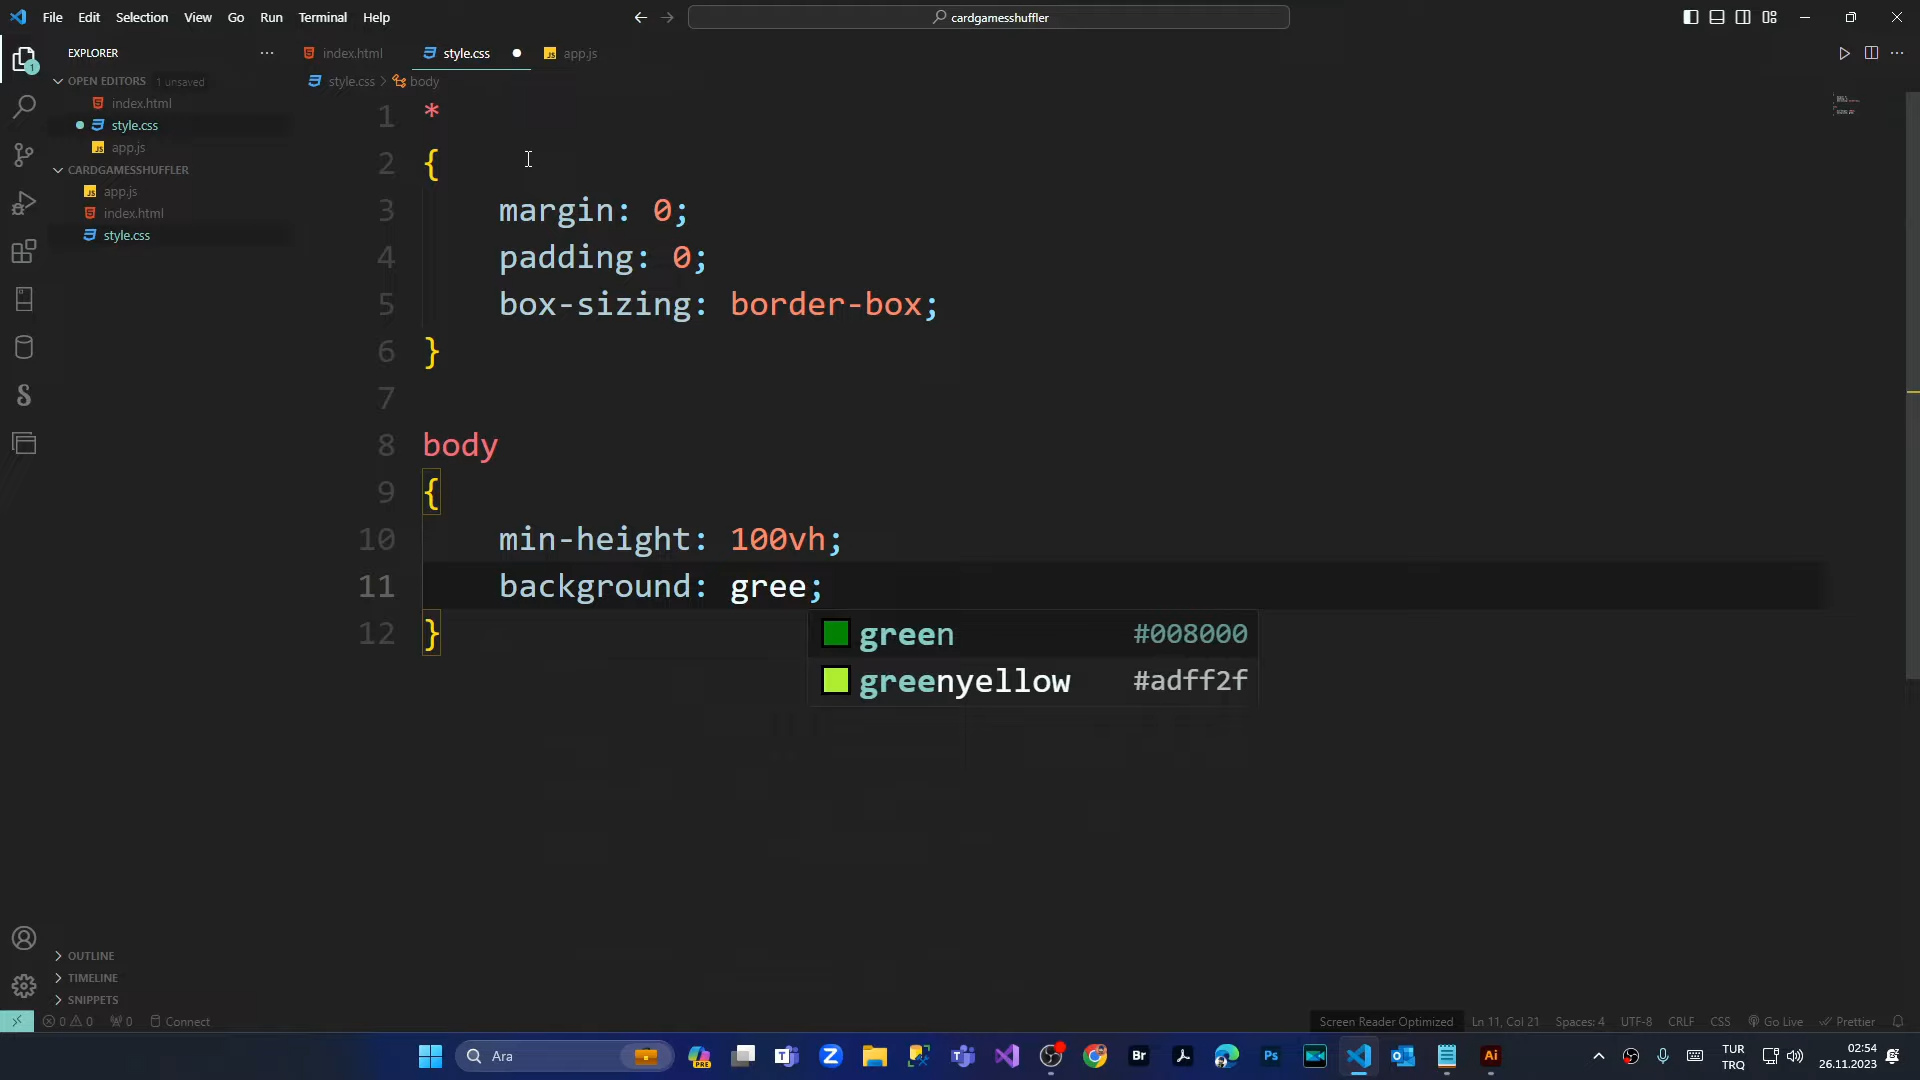 File Edit Selection View Go Run Terminal Help
cardgamesshuffler
EXPLORER
index.html
style.css
app.js
OPEN EDITORS 1 unsaved
index.html
style.css
app.js
CARDGAMESSHUFFLER
app.js
index.html
style.css
style.css > body
1 *
2 {
3 margin: 0;
4 padding: 0;
5 box-sizing: border-box;
6 }
7
8 body
9 {
10 min-height: 100vh;
11 background: gree;
12 }
green #008000
greenyellow #adff2f
OUTLINE
TIMELINE
SNIPPETS
0 0 0 Connect
Screen Reader Optimized Ln 11, Col 21 Spaces: 4 UTF-8 CRLF CSS Go Live Prettier
Ara
PRE
Br
Ps
Ai
TUR
TRQ
02:54
26.11.2023